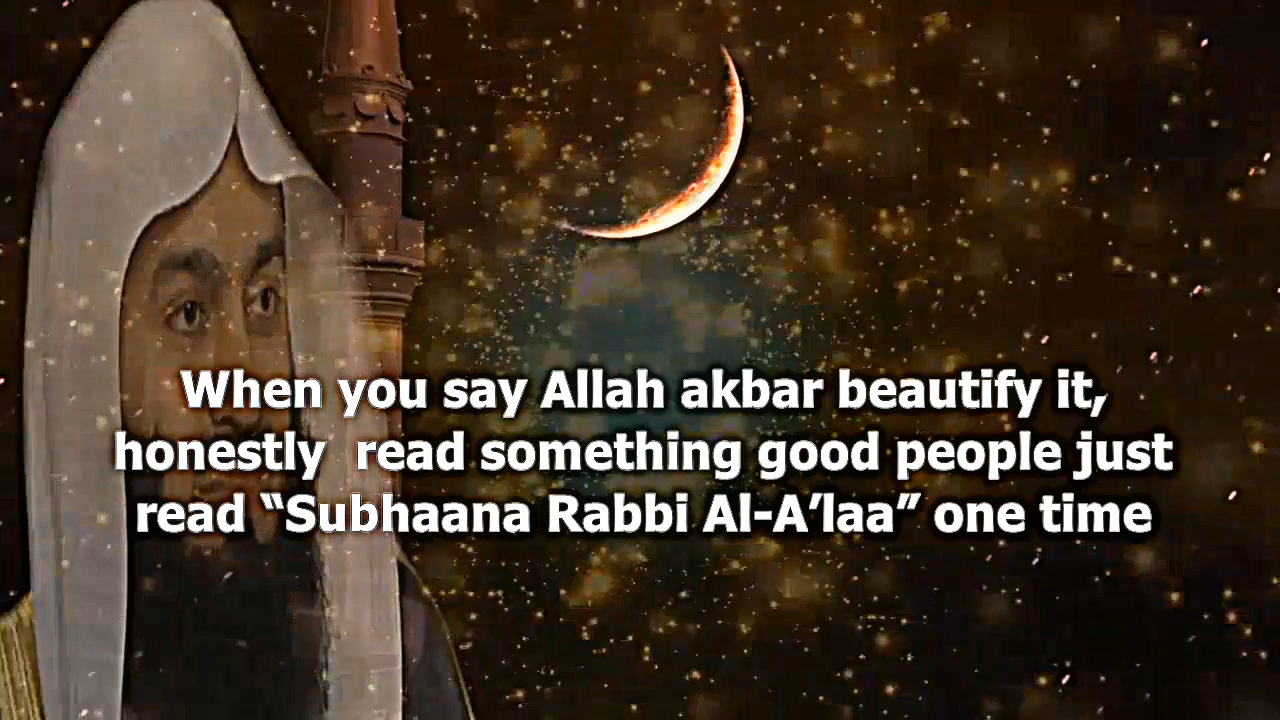 When you say Allah akbar beautify it,
honestly  read something good people just
read “Subhaana Rabbi Al-A’laa” one time